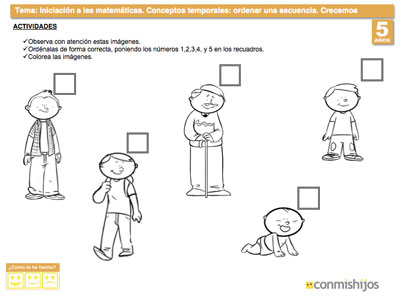 Tema: Iniciación a las matemáticas. Conceptos temporales: ordenar una secuencia. Crecemos
5
AÑOS
ACTIVIDADES
✓Observa con atención estas imágenes.
✓Ordénalas de forma correcta, poniendo los números 1,2,3,4, y 5 en los recuadros.
✓Colorea las imágenes.
¿Cómo lo he hecho?
conmishijos